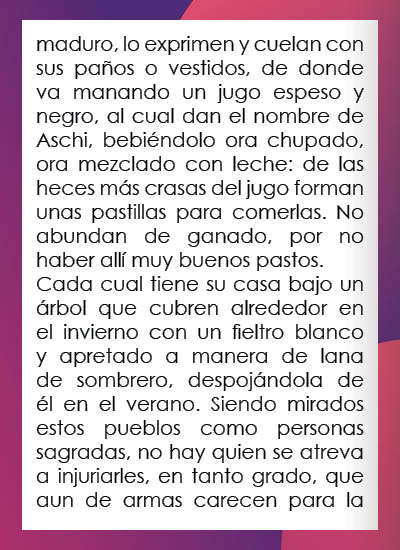 maduro, lo exprimen y cuelan con
sus paños o vestidos, de donde
va manando un jugo espeso y
negro, al cual dan el nombre de
Aschi, bebiéndolo ora chupado,
ora mezclado con leche: de las
heces más crasas del jugo forman
unas pastillas para comerlas. No
abundan de ganado, por no
haber allí muy buenos pastos.
Cada cual tiene su casa bajo un
árbol que cubren alrededor en
el invierno con un fieltro blanco
y apretado a manera de lana
de sombrero, despojándola de
él en el verano. Siendo mirados
estos pueblos como personas
sagradas, no hay quien se atreva
a injuriarles, en tanto grado, que
aun de armas carecen para la